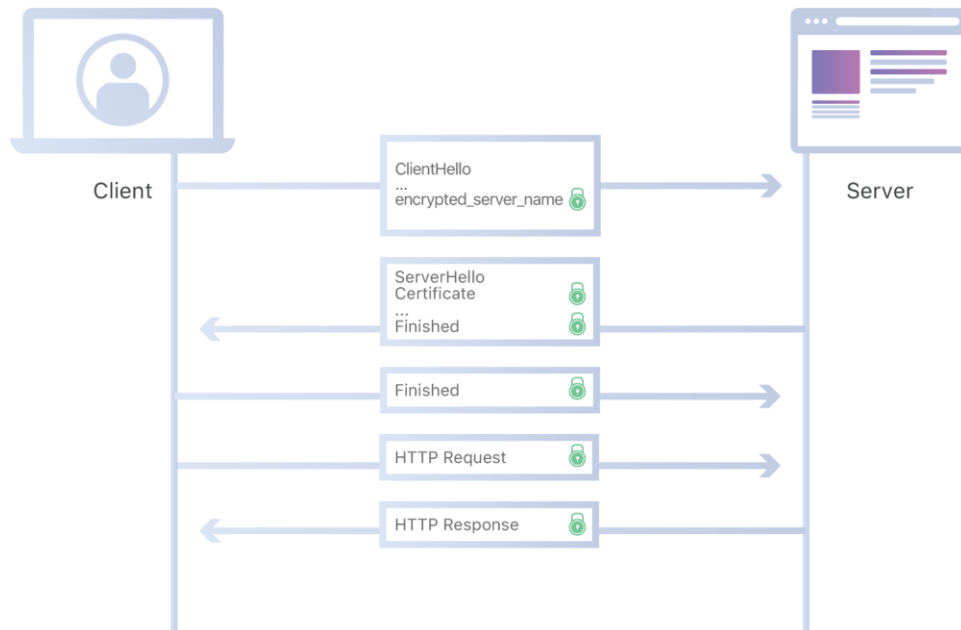 Client
Server
ClientHello
...
encrypted_server_name
ServerHello
Certificate
...
Finished
Finished
HTTP Request
HTTP Response